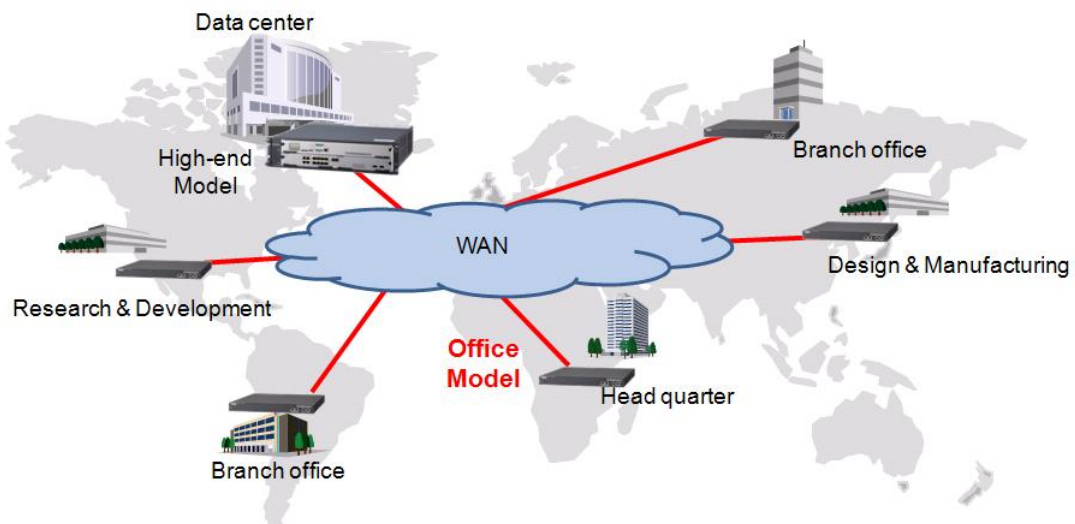 Data center
High-end
Model
Branch office
WAN
Design & Manufacturing
Research & Development
Office
Model
Head quarter
Branch office